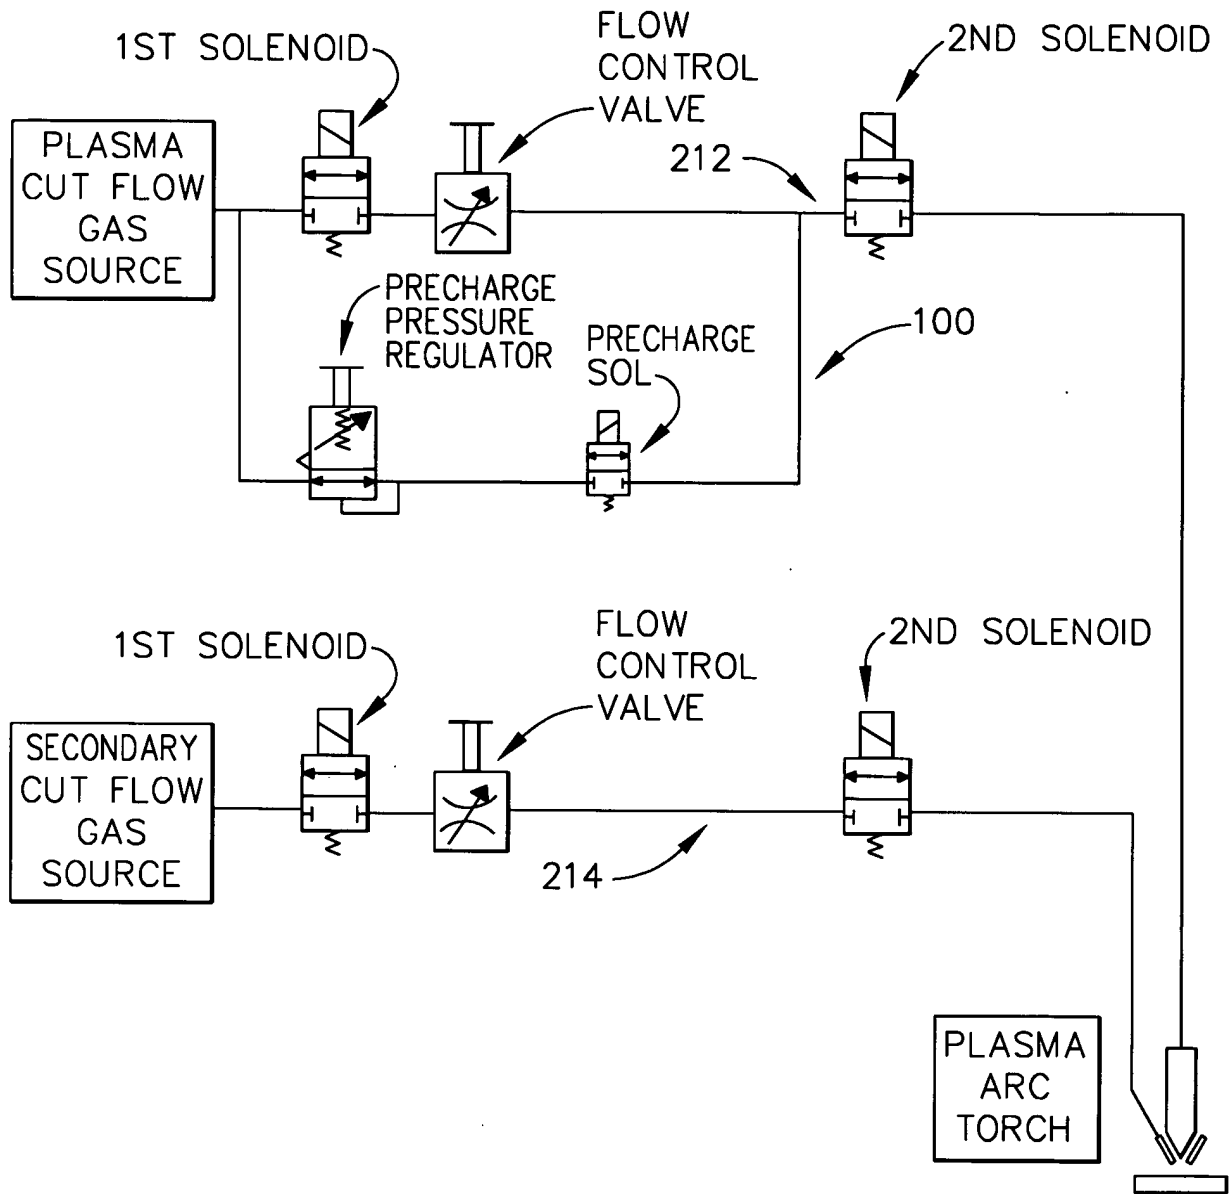 1ST SOLENOID
FLOW
CONTROL
VALVE
2ND SOLENOID
PLASMA
CUT FLOW
GAS
SOURCE
212
PRECHARGE
PRESSURE
REGULATOR
PRECHARGE
SOL
100
1ST SOLENOID
FLOW
CONTROL
VALVE
2ND SOLENOID
SECONDARY
CUT FLOW
GAS
SOURCE
214
PLASMA
ARC
TORCH